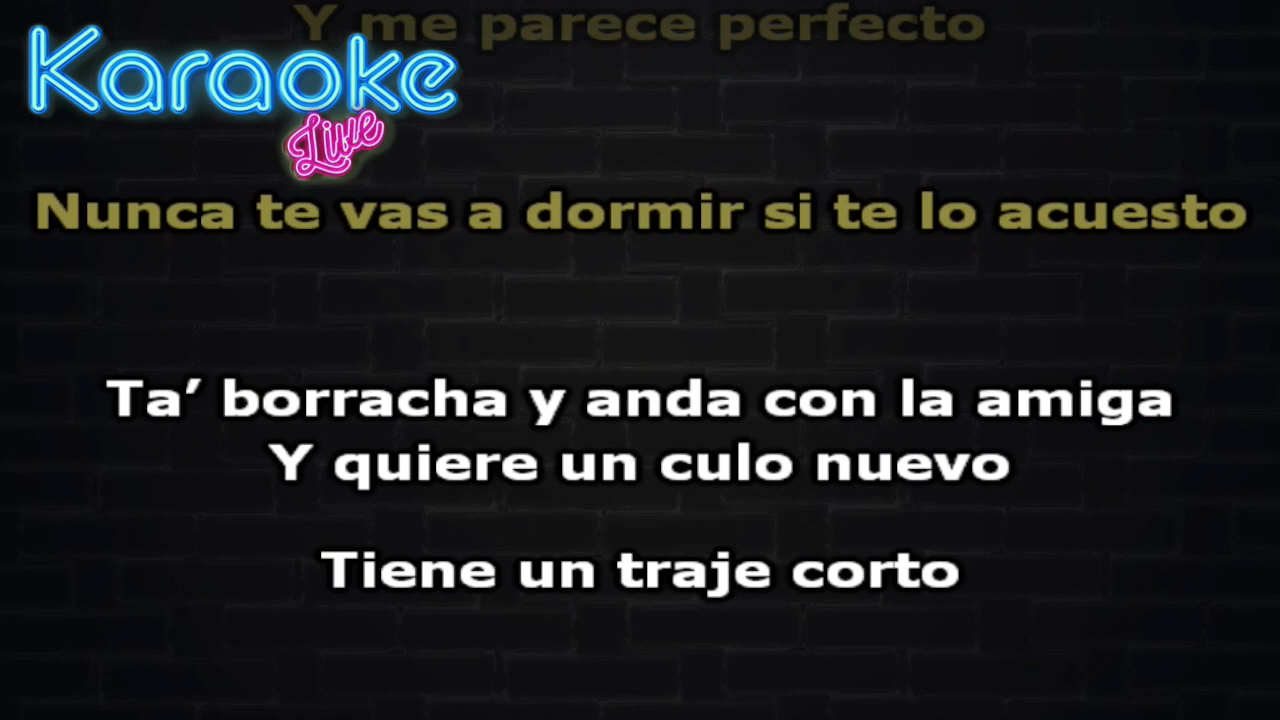 Y me parece perfecto
Karaoke
Live
Nunca te vas a dormir si te lo acuesto
Ta’ borracha y anda con la amiga
Y quiere un culo nuevo
Tiene un traje corto